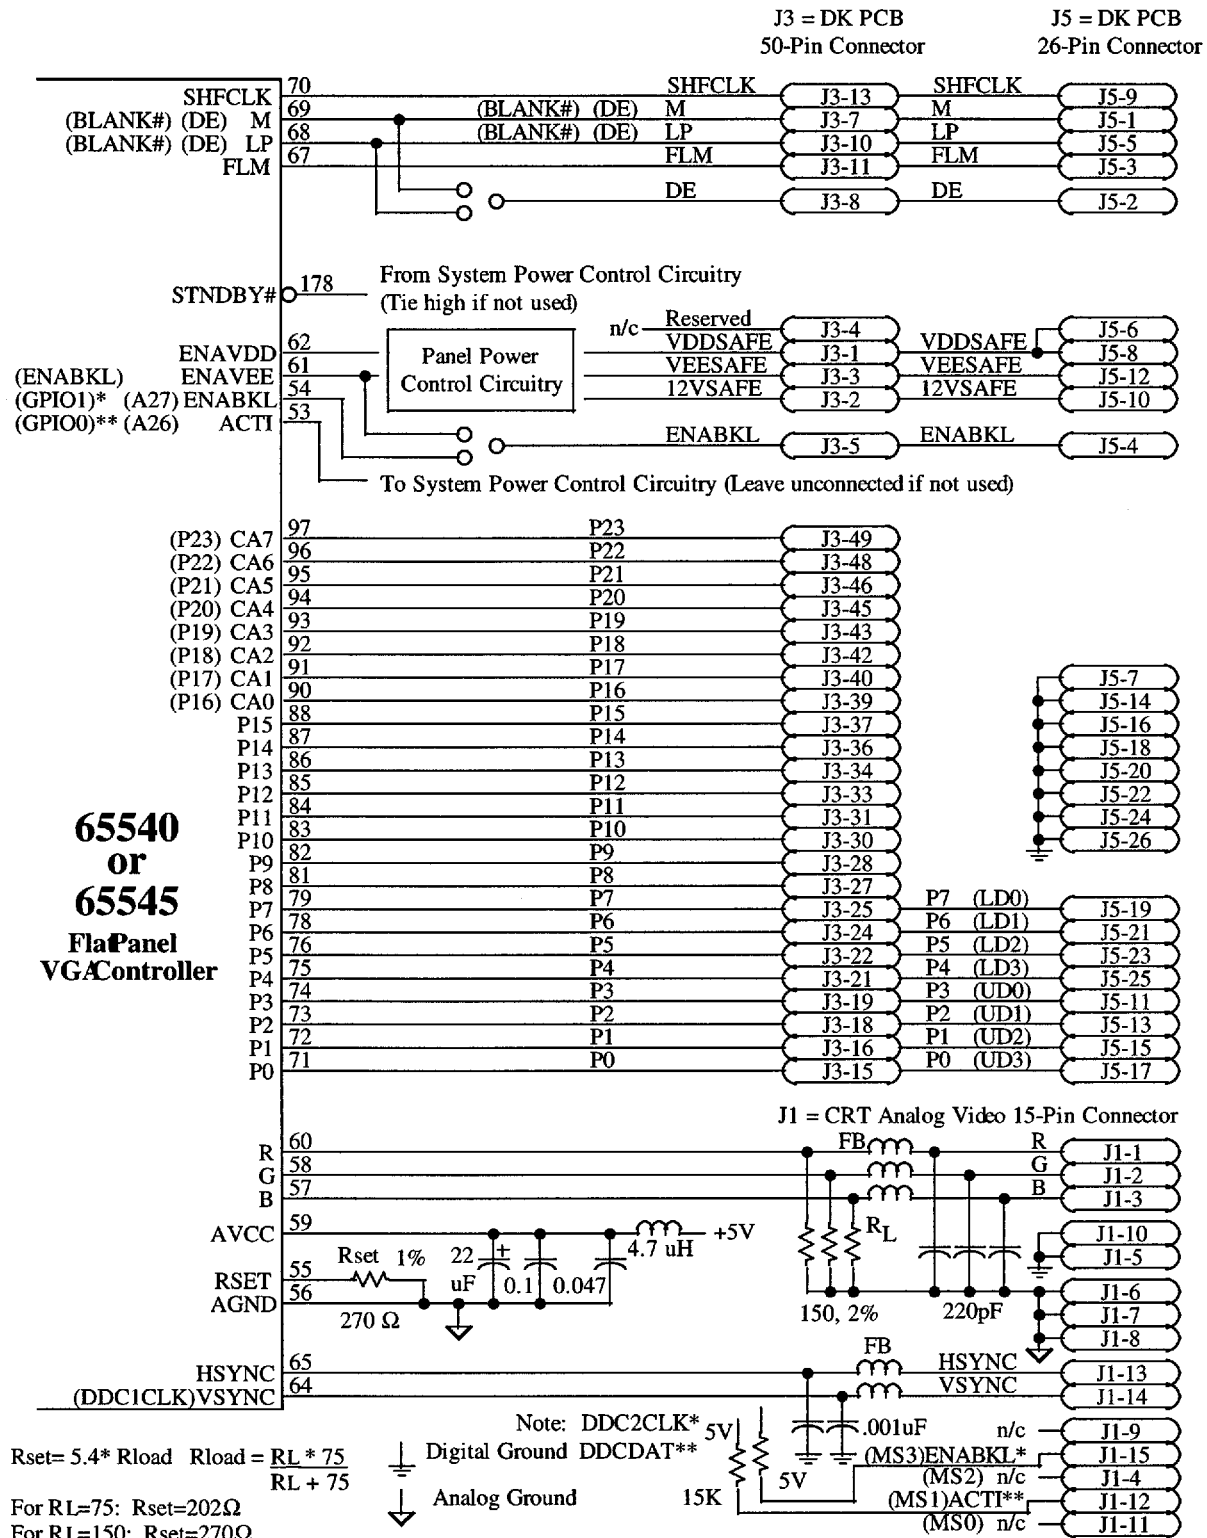 J3 = DK PCB J5 = DK PCB
50-Pin Connector 26-Pin Connector
SHFCLK 70 SHFCLK J3-13 SHFCLK J5-9
(BLANK#) (DE) M 69 (BLANK#) (DE) M J3-7 M J5-1
(BLANK#) (DE) LP 68 (BLANK#) (DE) LP J3-10 LP J5-5
FLM 67 FLM J3-11 FLM J5-3
DE J3-8 DE J5-2
STNDBY# 178 From System Power Control Circuitry
(Tie high if not used)
n/c Reserved J3-4 J5-6
ENAVDD 62 VDDSAFE J3-1 VDDSAFE J5-8
(ENABKL) ENAVEE 61 VEESAFE J3-3 VEESAFE J5-12
(GPIO1)* (A27) ENABKL 54 12VSAFE J3-2 12VSAFE J5-10
Panel Power
Control Circuitry
(GPIO0)** (A26) ACTI 53
ENABKL J3-5 ENABKL J5-4
To System Power Control Circuitry (Leave unconnected if not used)
(P23) CA7 97 P23 J3-49
(P22) CA6 96 P22 J3-48
(P21) CA5 95 P21 J3-46
(P20) CA4 94 P20 J3-45
(P19) CA3 93 P19 J3-43
(P18) CA2 92 P18 J3-42
(P17) CA1 91 P17 J3-40 J5-7
(P16) CA0 90 P16 J3-39 J5-14
P15 88 P15 J3-37 J5-16
P14 87 P14 J3-36 J5-18
P13 86 P13 J3-34 J5-20
P12 85 P12 J3-33 J5-22
P11 84 P11 J3-31 J5-24
P10 83 P10 J3-30 J5-26
P9 82 P9 J3-28
P8 81 P8 J3-27
P7 79 P7 J3-25 P7 (LD0) J5-19
P6 78 P6 J3-24 P6 (LD1) J5-21
P5 76 P5 J3-22 P5 (LD2) J5-23
P4 75 P4 J3-21 P4 (LD3) J5-25
P3 74 P3 J3-19 P3 (UD0) J5-11
P2 73 P2 J3-18 P2 (UD1) J5-13
P1 72 P1 J3-16 P1 (UD2) J5-15
P0 71 P0 J3-15 P0 (UD3) J5-17
65540
or
65545
Flat Panel
VGA Controller
J1 = CRT Analog Video 15-Pin Connector
R 60 FB R J1-1
G 58 G J1-2
B 57 B J1-3
RL
AVCC 59 4.7 uH +5V J1-10
J1-5
Rset 1% 22 uF + 0.1 0.047
RSET 55
AGND 56 J1-6
270 Ω 150, 2% 220pF J1-7
J1-8
FB
HSYNC 65 HSYNC J1-13
(DDC1CLK)VSYNC 64 VSYNC J1-14
Note: DDC2CLK* 5V .001uF n/c J1-9
Digital Ground DDCDAT** (MS3)ENABKL* J1-15
5V (MS2) n/c J1-4
Analog Ground 15K (MS1)ACTI** J1-12
(MS0) n/c J1-11
Rset= 5.4* Rload Rload = RL * 75
RL + 75
For RL=75: Rset=202Ω
For RL=150: Rset=270Ω